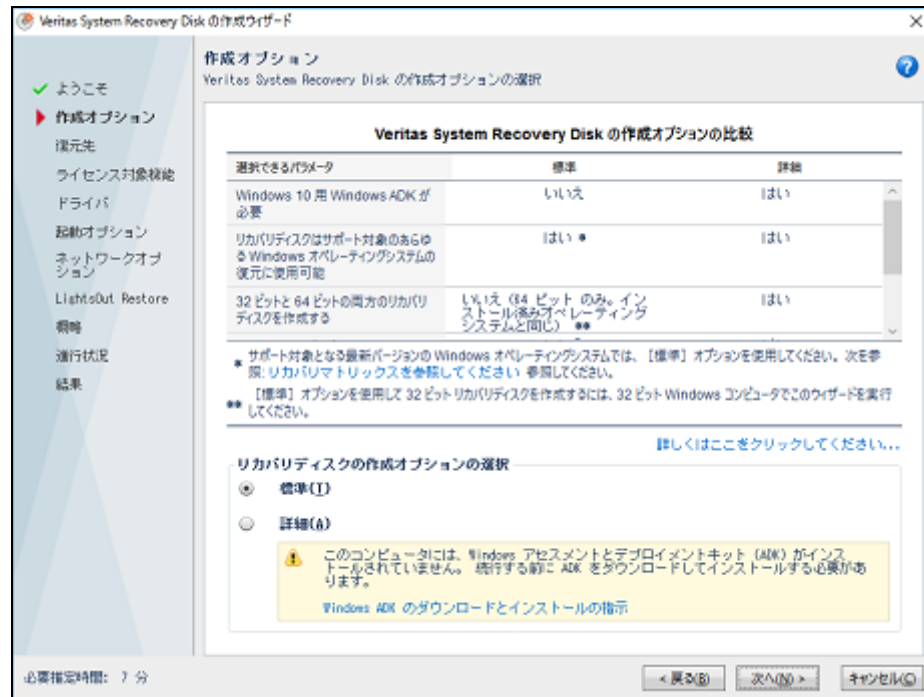 Veritas System Recovery Disk の作成ウィザード
作成オプション
Veritas System Recovery Disk の作成オプションの選択
ようこそ
作成オプション
復元先
ライセンス対象機能
ドライバ
起動オプション
ネットワークオプ
ション
LightsOut Restore
概略
進行状況
結果
Veritas System Recovery Disk の作成オプションの比較
選択できるパラメータ 標準 詳細
Windows 10 用 Windows ADK が いいえ はい
必要
リカバリディスクはサポート対象のあらゆ はい * はい
る Windows オペレーティングシステムの
復元に使用可能
32 ビットと 64 ビットの両方のリカバリ いいえ (64 ビット のみ。イン はい
ディスクを作成する ストール済みオペレーティング
システムと同じ) **
* サポート対象となる最新バージョンの Windows オペレーティングシステムでは、[標準] オプションを使用してください。次を参
照: リカバリマトリックスを参照してください 参照してください。
** [標準] オプションを使用して 32 ビットリカバリディスクを作成するには、32 ビット Windows コンピュータでこのウィザードを実行
してください。
詳しくはここをクリックしてください...
リカバリディスクの作成オプションの選択
標準(T)
詳細(A)
このコンピュータには、Windows アセスメントとデプロイメントキット (ADK) がインス
トールされていません。 続行する前に ADK をダウンロードしてインストールする必要があ
ります。
Windows ADK のダウンロードとインストールの指示
必要推定時間: 7 分
< 戻る(B)
次へ(N) >
キャンセル(C)